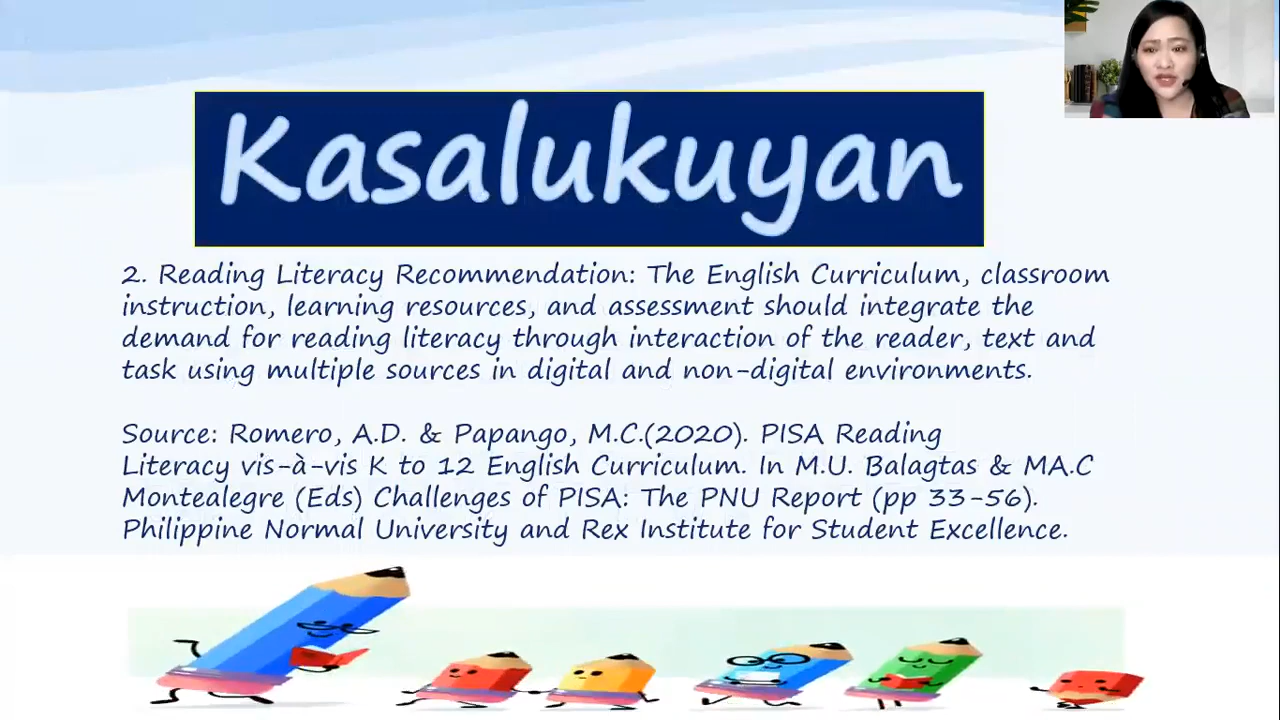 Kasalukuyan
2. Reading Literacy Recommendation: The English Curriculum, classroom
instruction, learning resources, and assessment should integrate the
demand for reading literacy through interaction of the reader, text and
task using multiple sources in digital and non-digital environments.
Source: Romero, A.D. & Papango, M.C.(2020). PISA Reading
Literacy vis-à-vis K to 12 English Curriculum. In M.U. Balagtas & MA.C
Montealegre (Eds) Challenges of PISA: The PNU Report (pp 33-56).
Philippine Normal University and Rex Institute for Student Excellence.